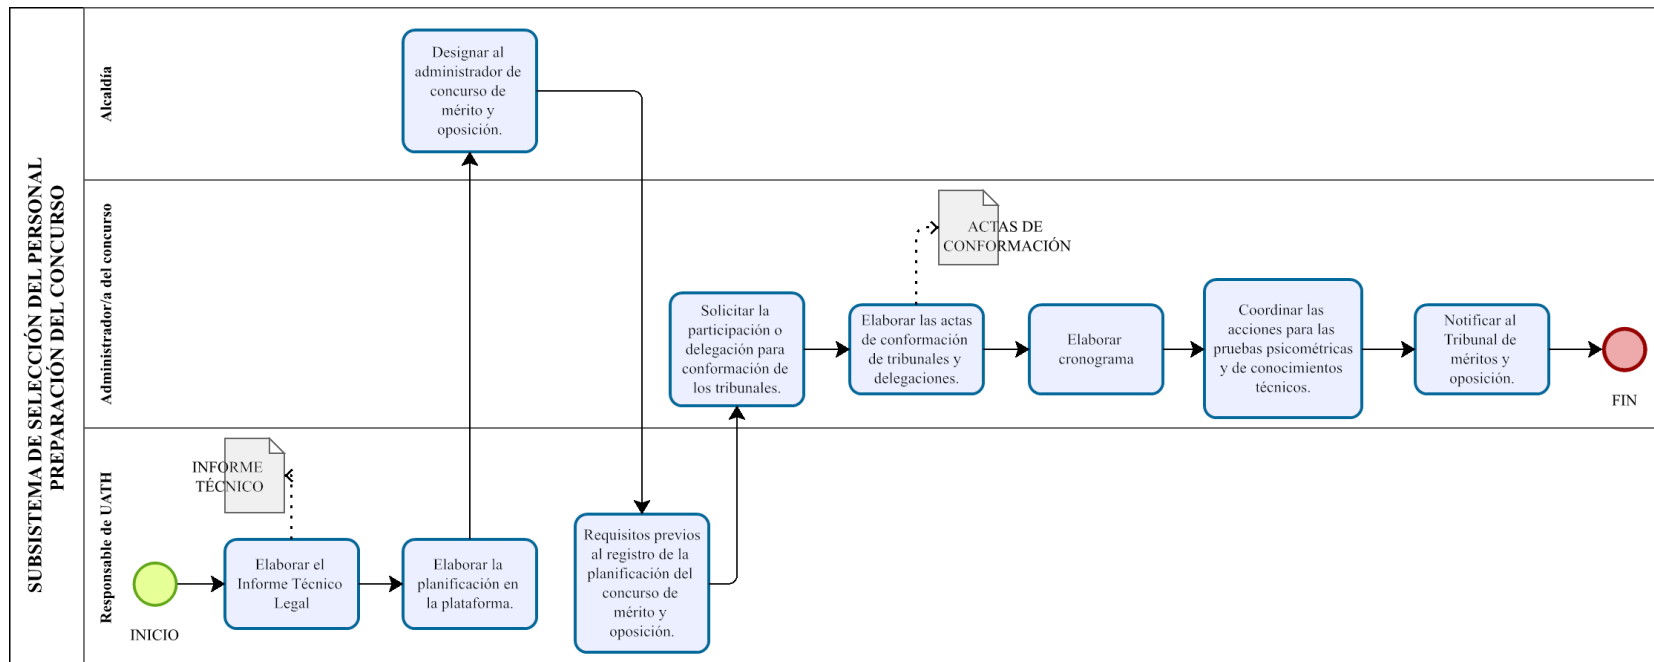 SUBSISTEMA DE SELECCIÓN DEL PERSONAL
PREPARACIÓN DEL CONCURSO
Alcaldía
Designar al
administrador de
concurso de
mérito y
oposición.
Administrador/a del concurso
ACTAS DE
CONFORMACIÓN
Solicitar la
participación o
delegación para
conformación de
los tribunales.
Elaborar las actas
de conformación
de tribunales y
delegaciones.
Elaborar
cronograma
Coordinar las
acciones para las
pruebas psicométricas
y de conocimientos
técnicos.
Notificar al
Tribunal de
méritos y
oposición.
FIN
Responsable de UATH
INFORME
TÉCNICO
INICIO
Elaborar el
Informe Técnico
Legal
Elaborar la
planificación en
la plataforma.
Requisitos previos
al registro de la
planificación del
concurso de
mérito y
oposición.